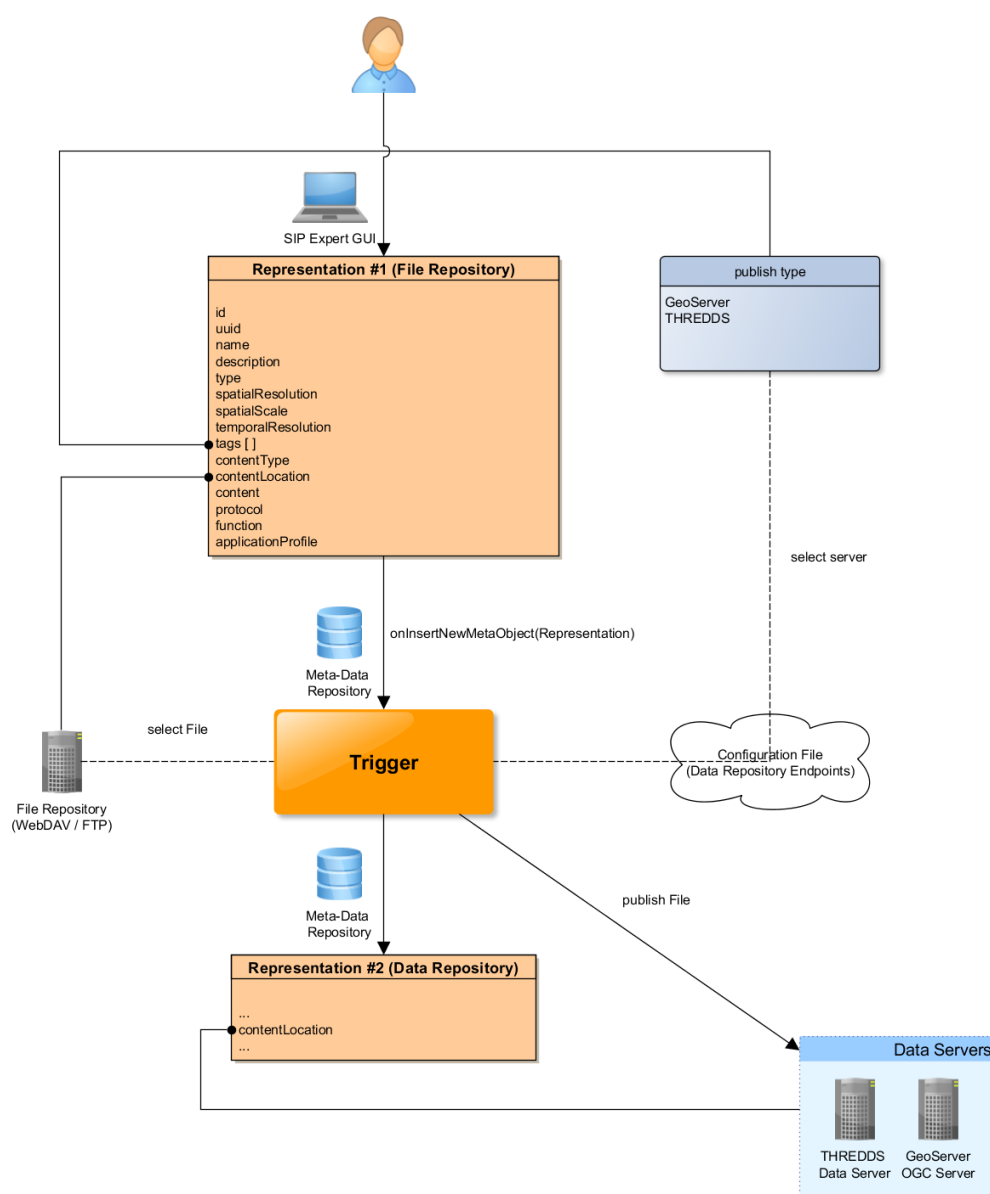 SIP Expert GUI
Representation #1 (File Repository)
id
uuid
name
description
type
spatialResolution
spatialScale
temporalResolution
tags [ ]
contentType
contentLocation
content
protocol
function
applicationProfile
publish type
GeoServer
THREDDS
select server
onInsertNewMetaObject(Representation)
Meta-Data
Repository
select File
Trigger
Configuration File
(Data Repository Endpoints)
File Repository
(WebDAV / FTP)
Meta-Data
Repository
publish File
Representation #2 (Data Repository)
...
contentLocation
...
Data Servers
THREDDS
Data Server
GeoServer
OGC Server